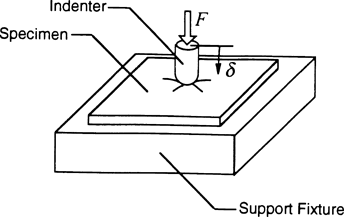 Indenter
F
Specimen
δ
Support Fixture